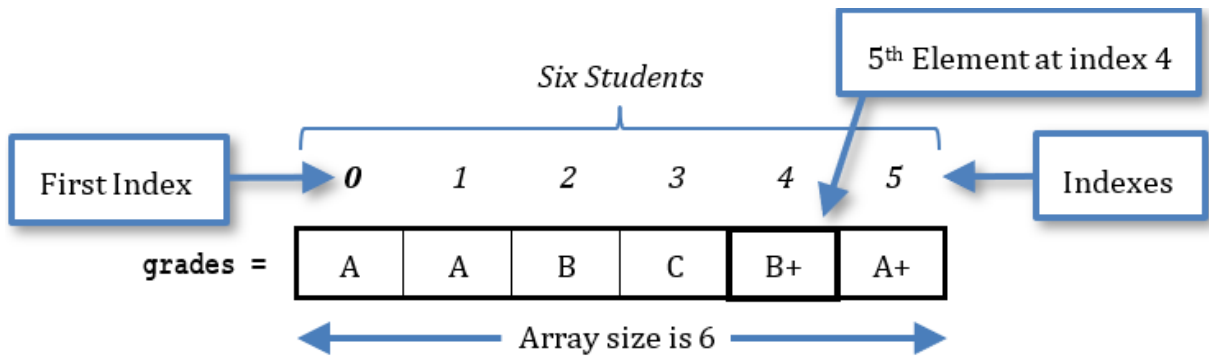 5th Element at index 4
Six Students
First Index
0 1 2 3 4 5
Indexes
grades = A A B C B+ A+
Array size is 6